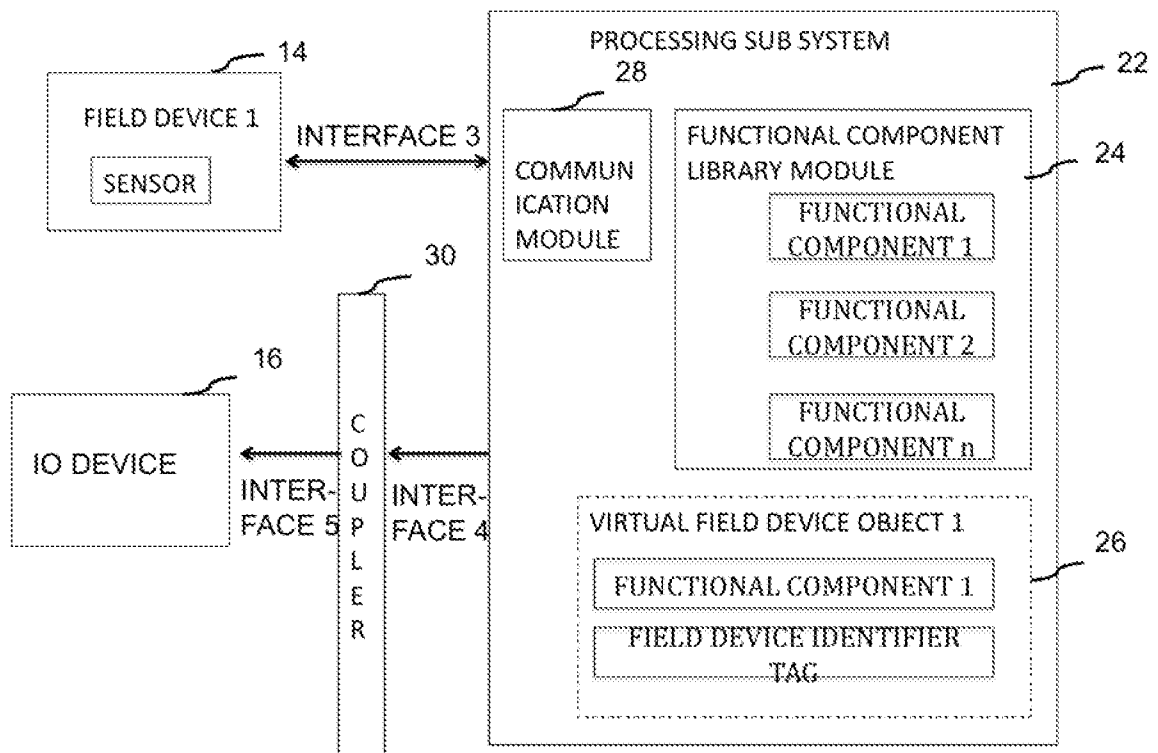 PROCESSING SUB SYSTEM
14
28
22
FIELD DEVICE 1
SENSOR
INTERFACE 3
COMMUN
ICATION
MODULE
FUNCTIONAL COMPONENT
LIBRARY MODULE
24
FUNCTIONAL
COMPONENT 1
FUNCTIONAL
COMPONENT 2
FUNCTIONAL
COMPONENT n
30
16
IO DEVICE
COUPLER
INTER-
FACE 5
INTER-
FACE 4
VIRTUAL FIELD DEVICE OBJECT 1
26
FUNCTIONAL COMPONENT 1
FIELD DEVICE IDENTIFIER
TAG